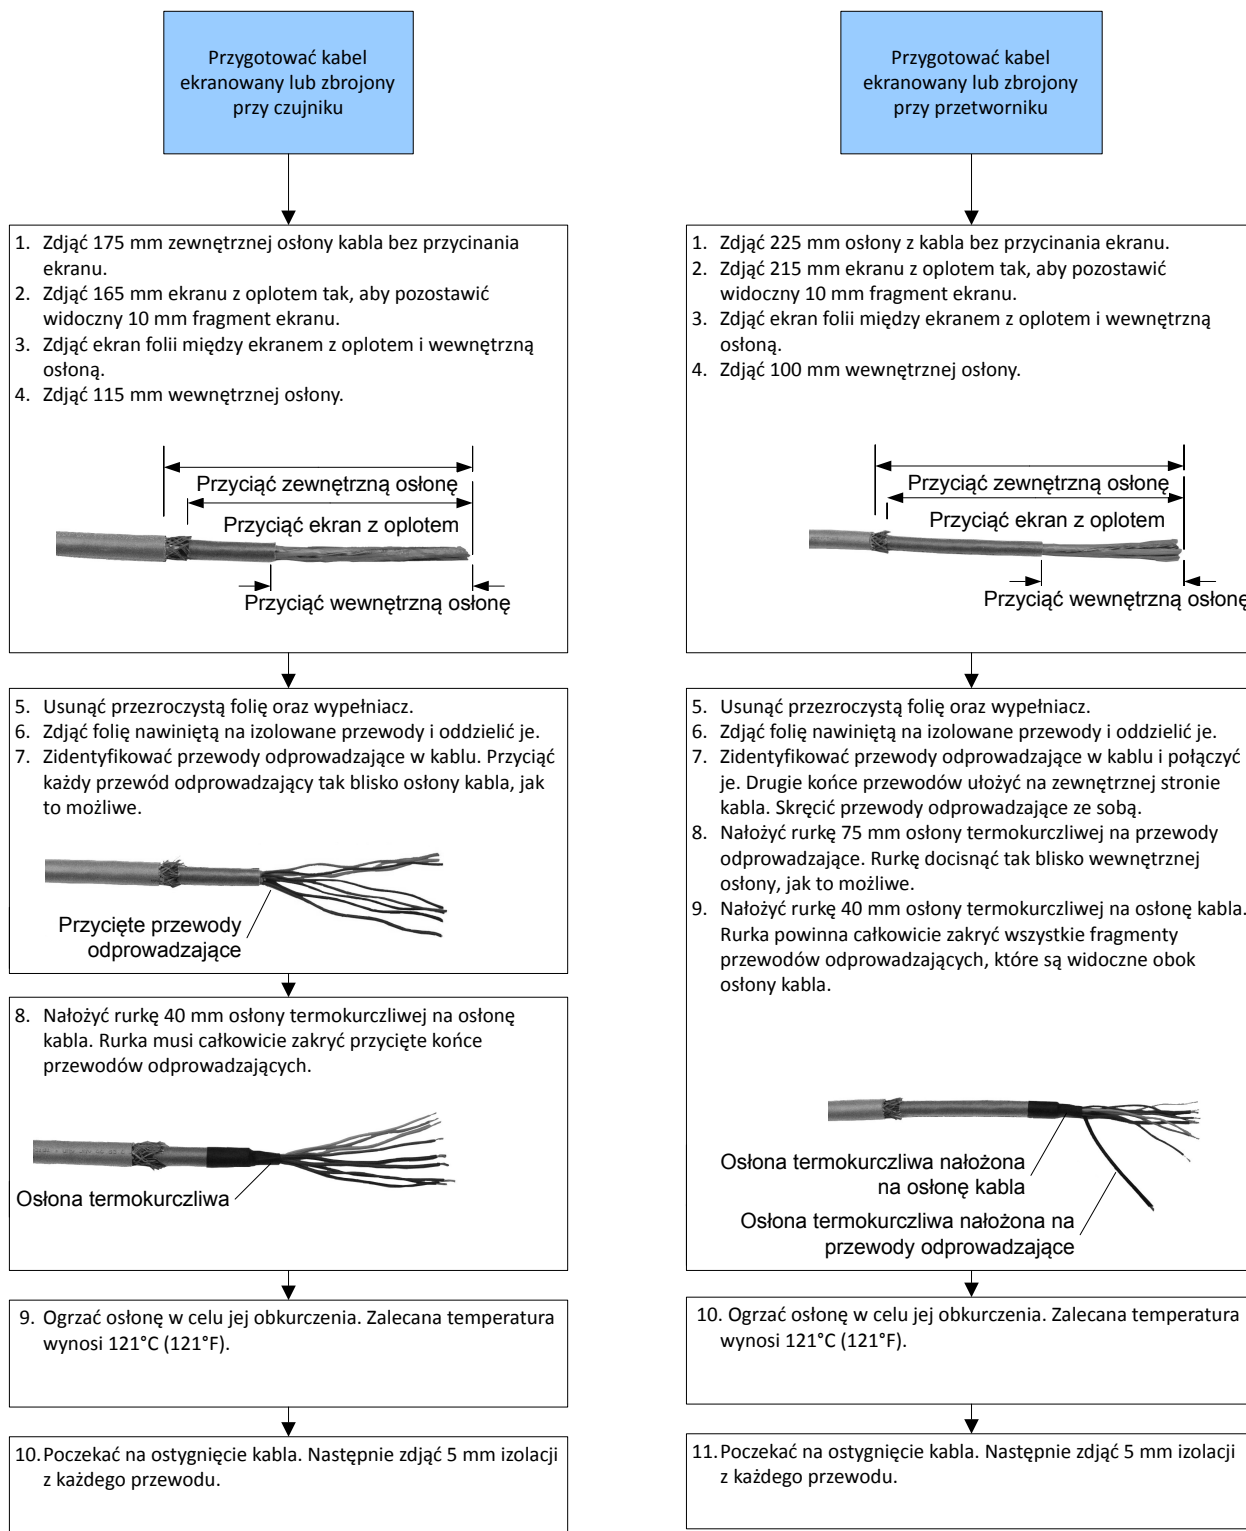 Przygotować kabel
ekranowany lub zbrojony
przy czujniku
1. Zdjąć 175 mm zewnętrznej osłony kabla bez przycinania
ekranu.
2. Zdjąć 165 mm ekranu z oplotem tak, aby pozostawić
widoczny 10 mm fragment ekranu.
3. Zdjąć ekran folii między ekranem z oplotem i wewnętrzną
osłoną.
4. Zdjąć 115 mm wewnętrznej osłony.
Przyciąć zewnętrzną osłonę
Przyciąć ekran z oplotem
Przyciąć wewnętrzną osłonę
5. Usunąć przezroczystą folię oraz wypełniacz.
6. Zdjąć folię nawiniętą na izolowane przewody i oddzielić je.
7. Zidentyfikować przewody odprowadzające w kablu. Przyciąć
każdy przewód odprowadzający tak blisko osłony kabla, jak
to możliwe.
Przycięte przewody
odprowadzające
8. Nałożyć rurkę 40 mm osłony termokurczliwej na osłonę
kabla. Rurka musi całkowicie zakryć przycięte końce
przewodów odprowadzających.
Osłona termokurczliwa
9. Ogrzać osłonę w celu jej obkurczenia. Zalecana temperatura
wynosi 121°C (121°F).
10. Poczekać na ostygnięcie kabla. Następnie zdjąć 5 mm izolacji
z każdego przewodu.
Przygotować kabel
ekranowany lub zbrojony
przy przetworniku
1. Zdjąć 225 mm osłony z kabla bez przycinania ekranu.
2. Zdjąć 215 mm ekranu z oplotem tak, aby pozostawić
widoczny 10 mm fragment ekranu.
3. Zdjąć ekran folii między ekranem z oplotem i wewnętrzną
osłoną.
4. Zdjąć 100 mm wewnętrznej osłony.
Przyciąć zewnętrzną osłonę
Przyciąć ekran z oplotem
Przyciąć wewnętrzną osłonę
5. Usunąć przezroczystą folię oraz wypełniacz.
6. Zdjąć folię nawiniętą na izolowane przewody i oddzielić je.
7. Zidentyfikować przewody odprowadzające w kablu i połączyć
je. Drugie końce przewodów ułożyć na zewnętrznej stronie
kabla. Skręcić przewody odprowadzające ze sobą.
8. Nałożyć rurkę 75 mm osłony termokurczliwej na przewody
odprowadzające. Rurkę docisnąć tak blisko wewnętrznej
osłony, jak to możliwe.
9. Nałożyć rurkę 40 mm osłony termokurczliwej na osłonę kabla.
Rurka powinna całkowicie zakryć wszystkie fragmenty
przewodów odprowadzających, które są widoczne obok
osłony kabla.
Osłona termokurczliwa nałożona
na osłonę kabla
Osłona termokurczliwa nałożona na
przewody odprowadzające
10. Ogrzać osłonę w celu jej obkurczenia. Zalecana temperatura
wynosi 121°C (121°F).
11. Poczekać na ostygnięcie kabla. Następnie zdjąć 5 mm izolacji
z każdego przewodu.